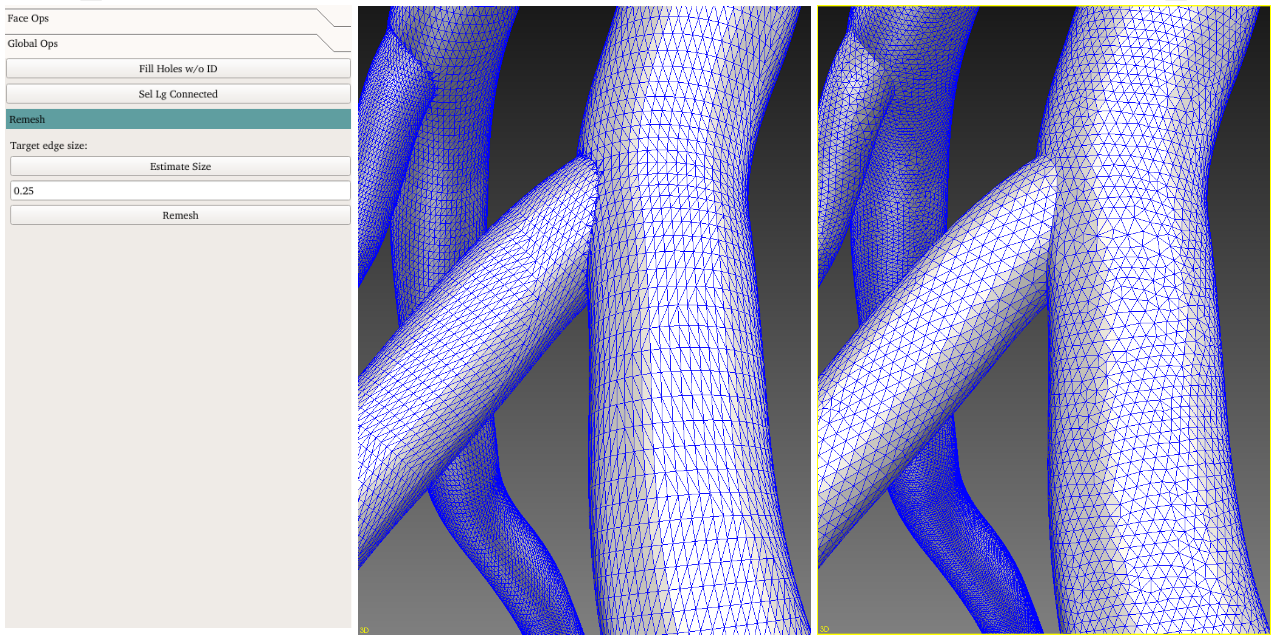 Face Ops
Global Ops
Fill Holes w/o ID
Sel Lg Connected
Remesh
Target edge size:
Estimate Size
0.25
Remesh
3D
3D